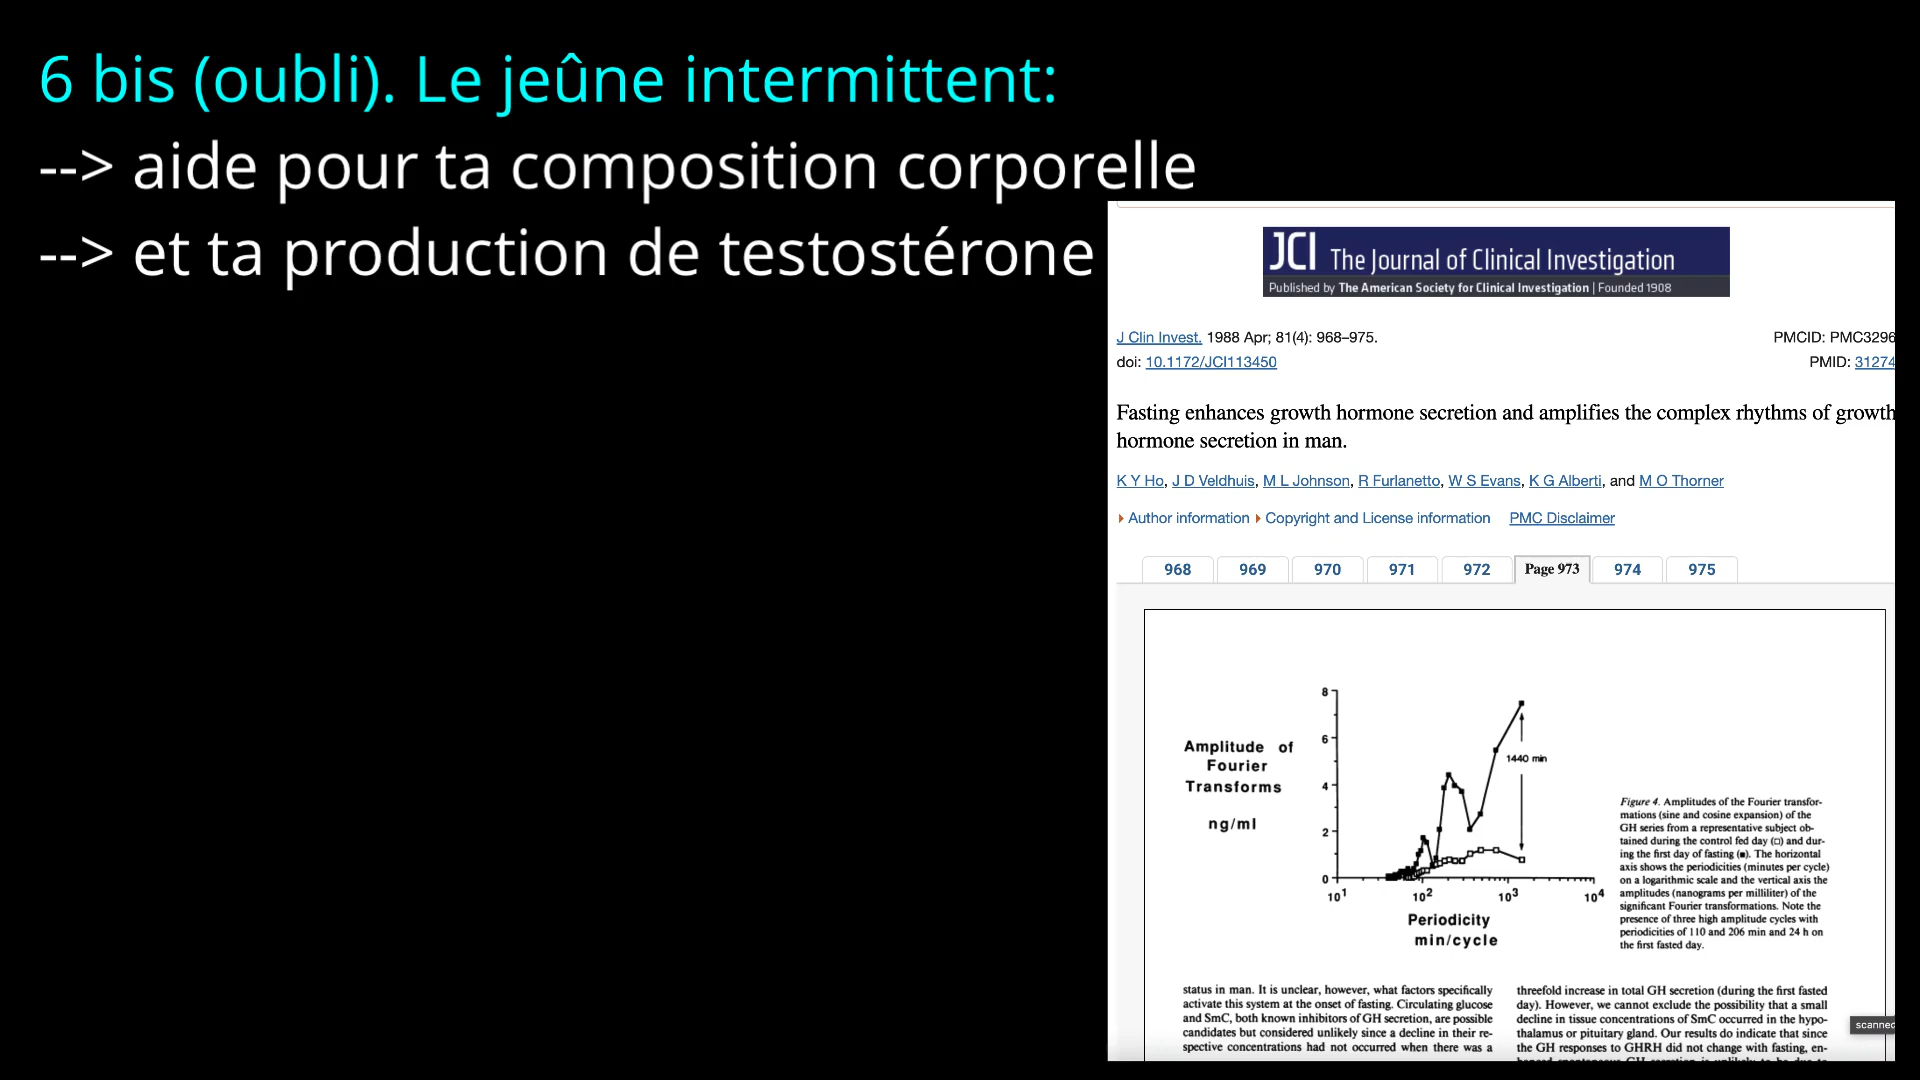 6 bis (oubli). Le jeûne intermittent:
--> aide pour ta composition corporelle
--> et ta production de testostérone
JCI The Journal of Clinical Investigation
Published by The American Society for Clinical Investigation | Founded 1908
J Clin Invest. 1988 Apr; 81(4): 968–975.
PMCID: PMC3296
doi: 10.1172/JCI113450
PMID: 31274
Fasting enhances growth hormone secretion and amplifies the complex rhythms of growth
hormone secretion in man.
K Y Ho, J D Veldhuis, M L Johnson, R Furlanetto, W S Evans, K G Alberti, and M O Thorner
Author information Copyright and License information PMC Disclaimer
968 969 970 971 972 Page 973 974 975
Amplitude of
Fourier
Transforms
ng/ml
8
6
4
2
0
1440 min
10¹ 10² 10³ 10⁴
Periodicity
min/cycle
Figure 4. Amplitudes of the Fourier transfor-
mations (sine and cosine expansion) of the
GH series from a representative subject ob-
tained during the control fed day (□) and dur-
ing the first day of fasting (■). The horizontal
axis shows the periodicities (minutes per cycle)
on a logarithmic scale and the vertical axis the
amplitudes (nanograms per milliliter) of the
significant Fourier transformations. Note the
presence of three high amplitude cycles with
periodicities of 110 and 206 min and 24 h on
the first fasted day.
status in man. It is unclear, however, what factors specifically
activate this system at the onset of fasting. Circulating glucose
and SmC, both known inhibitors of GH secretion, are possible
candidates but considered unlikely since a decline in their re-
spective concentrations had not occurred when there was a
threefold increase in total GH secretion (during the first fasted
day). However, we cannot exclude the possibility that a small
decline in tissue concentrations of SmC occurred in the hypo-
thalamus or pituitary gland. Our results do indicate that since
the GH responses to GHRH did not change with fasting, en-
scanned